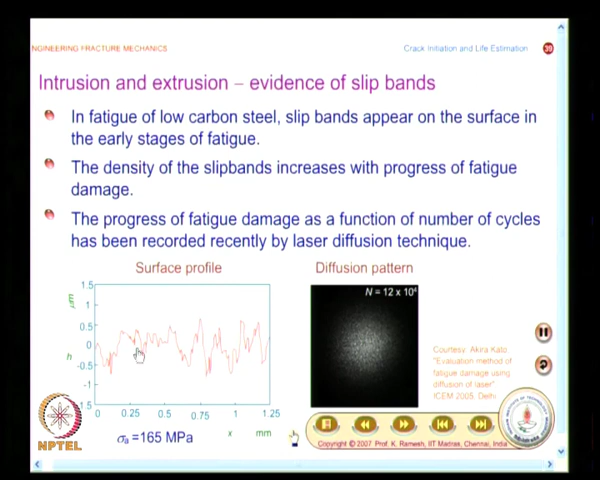 NGINEERING FRACTURE MECHANICS
Crack Initiation and Life Estimation
39
Intrusion and extrusion – evidence of slip bands
In fatigue of low carbon steel, slip bands appear on the surface in
the early stages of fatigue.
The density of the slipbands increases with progress of fatigue
damage.
The progress of fatigue damage as a function of number of cycles
has been recorded recently by laser diffusion technique.
Surface profile
Diffusion pattern
1.5
μm
1
0.5
h
0
-0.5
-1
1.5
0 0.25 0.5 0.75 1 1.25
x mm
σa =165 MPa
N = 12 x 10⁴
Courtesy: Akira Kato
"Evaluation method of
fatigue damage using
diffusion of laser"
ICEM 2005, Delhi
NPTEL
Copyright © 2007 Prof. K. Ramesh, IIT Madras, Chennai, India